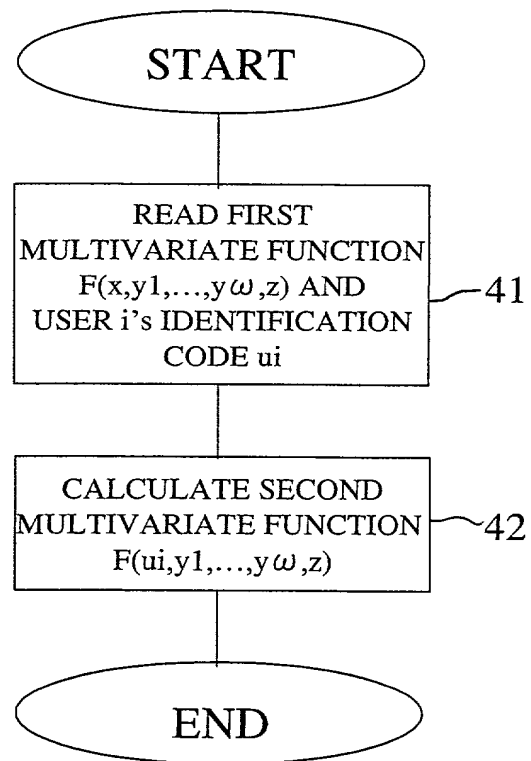 START
READ FIRST
MULTIVARIATE FUNCTION
F(x,y1,...,yω,z) AND
USER i's IDENTIFICATION
CODE ui
41
CALCULATE SECOND
MULTIVARIATE FUNCTION
F(ui,y1,...,yω,z)
42
END